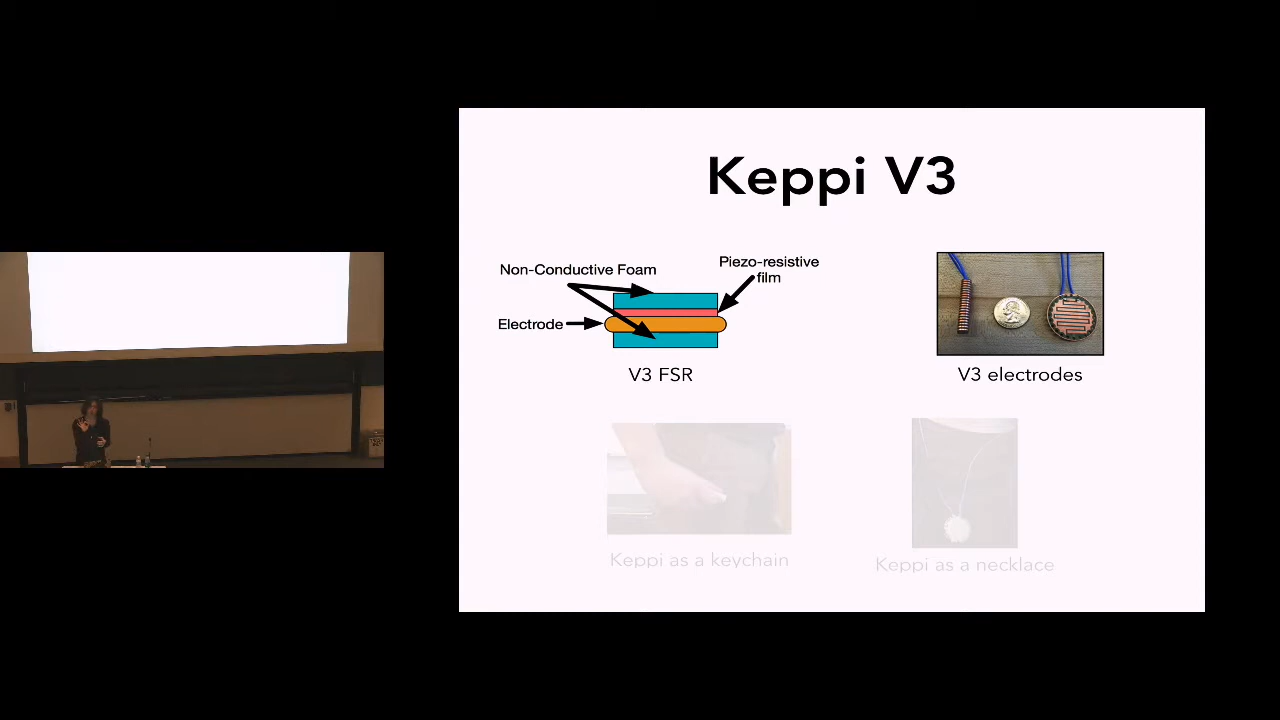 Keppi V3
Non-Conductive Foam
Piezo-resistive
film
Electrode
V3 FSR
V3 electrodes
Keppi as a keychain
Keppi as a necklace